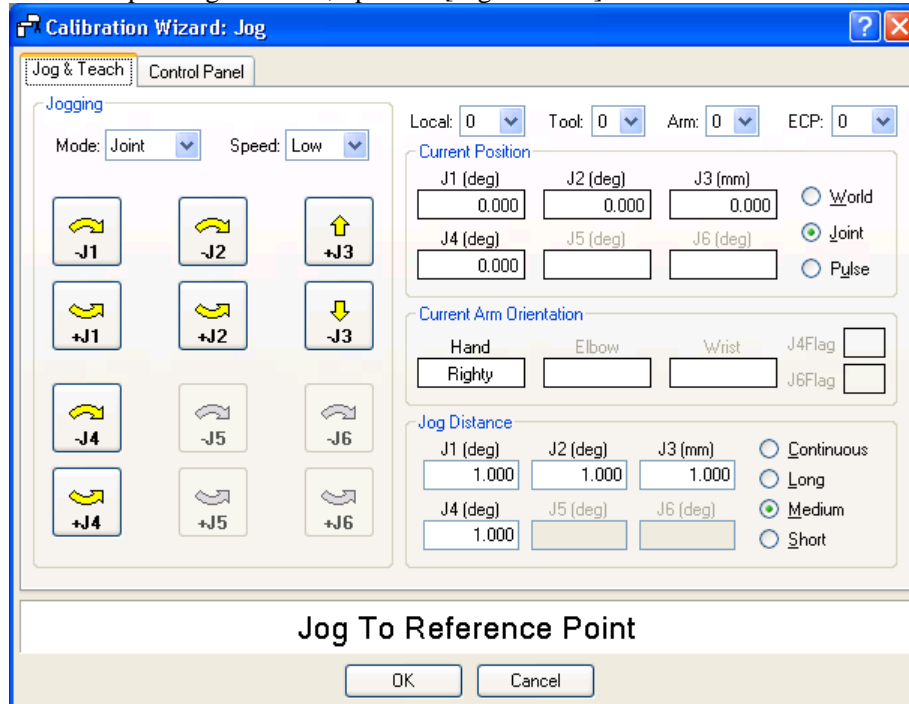 Calibration Wizard: Jog
Jog & Teach Control Panel
Jogging
Mode: Joint Speed: Low
-J1 -J2 +J3
+J1 +J2 -J3
-J4 -J5 -J6
+J4 +J5 +J6
Local: 0 Tool: 0 Arm: 0 ECP: 0
Current Position
J1 (deg) J2 (deg) J3 (mm)
0.000 0.000 0.000
J4 (deg) J5 (deg) J6 (deg)
0.000
World
Joint
Pulse
Current Arm Orientation
Hand Elbow Wrist
Righty
J4Flag
J6Flag
Jog Distance
J1 (deg) J2 (deg) J3 (mm)
1.000 1.000 1.000
J4 (deg) J5 (deg) J6 (deg)
1.000
Continuous
Long
Medium
Short
Jog To Reference Point
OK Cancel